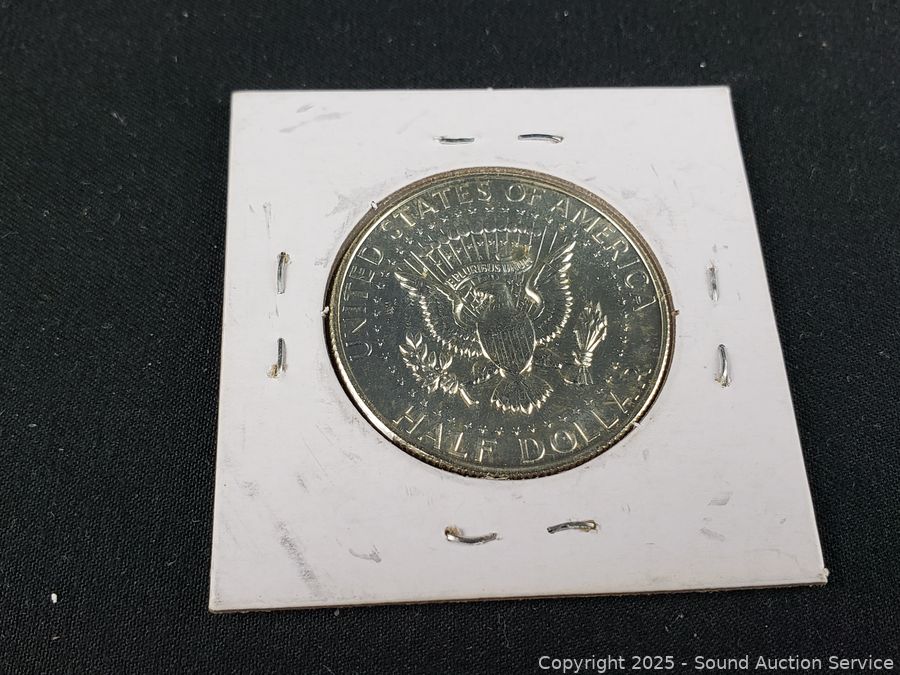 UNITED STATES OF AMERICA
E PLURIBUS UNUM
HALF DOLLAR
Copyright © 2025 - Sound Auction Service